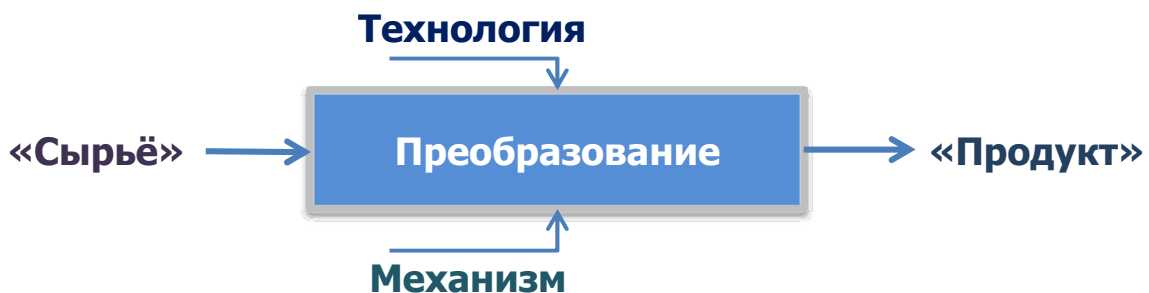 Технология
«Сырьё»
Преобразование
«Продукт»
Механизм